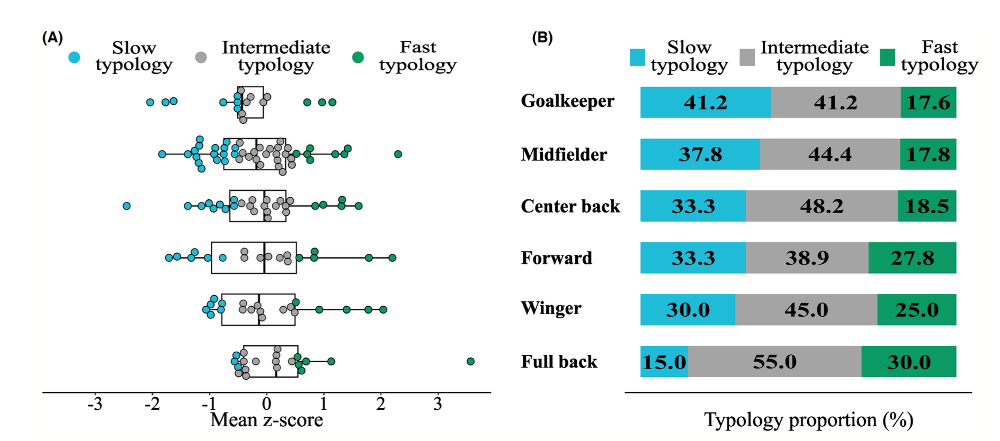 (A)
Slow
typology
Intermediate
typology
Fast
typology
-3 -2 -1 0 1 2 3
Mean z-score
(B)
Slow
typology
Intermediate
typology
Fast
typology
Goalkeeper 41.2 41.2 17.6
Midfielder 37.8 44.4 17.8
Center back 33.3 48.2 18.5
Forward 33.3 38.9 27.8
Winger 30.0 45.0 25.0
Full back 15.0 55.0 30.0
Typology proportion (%)